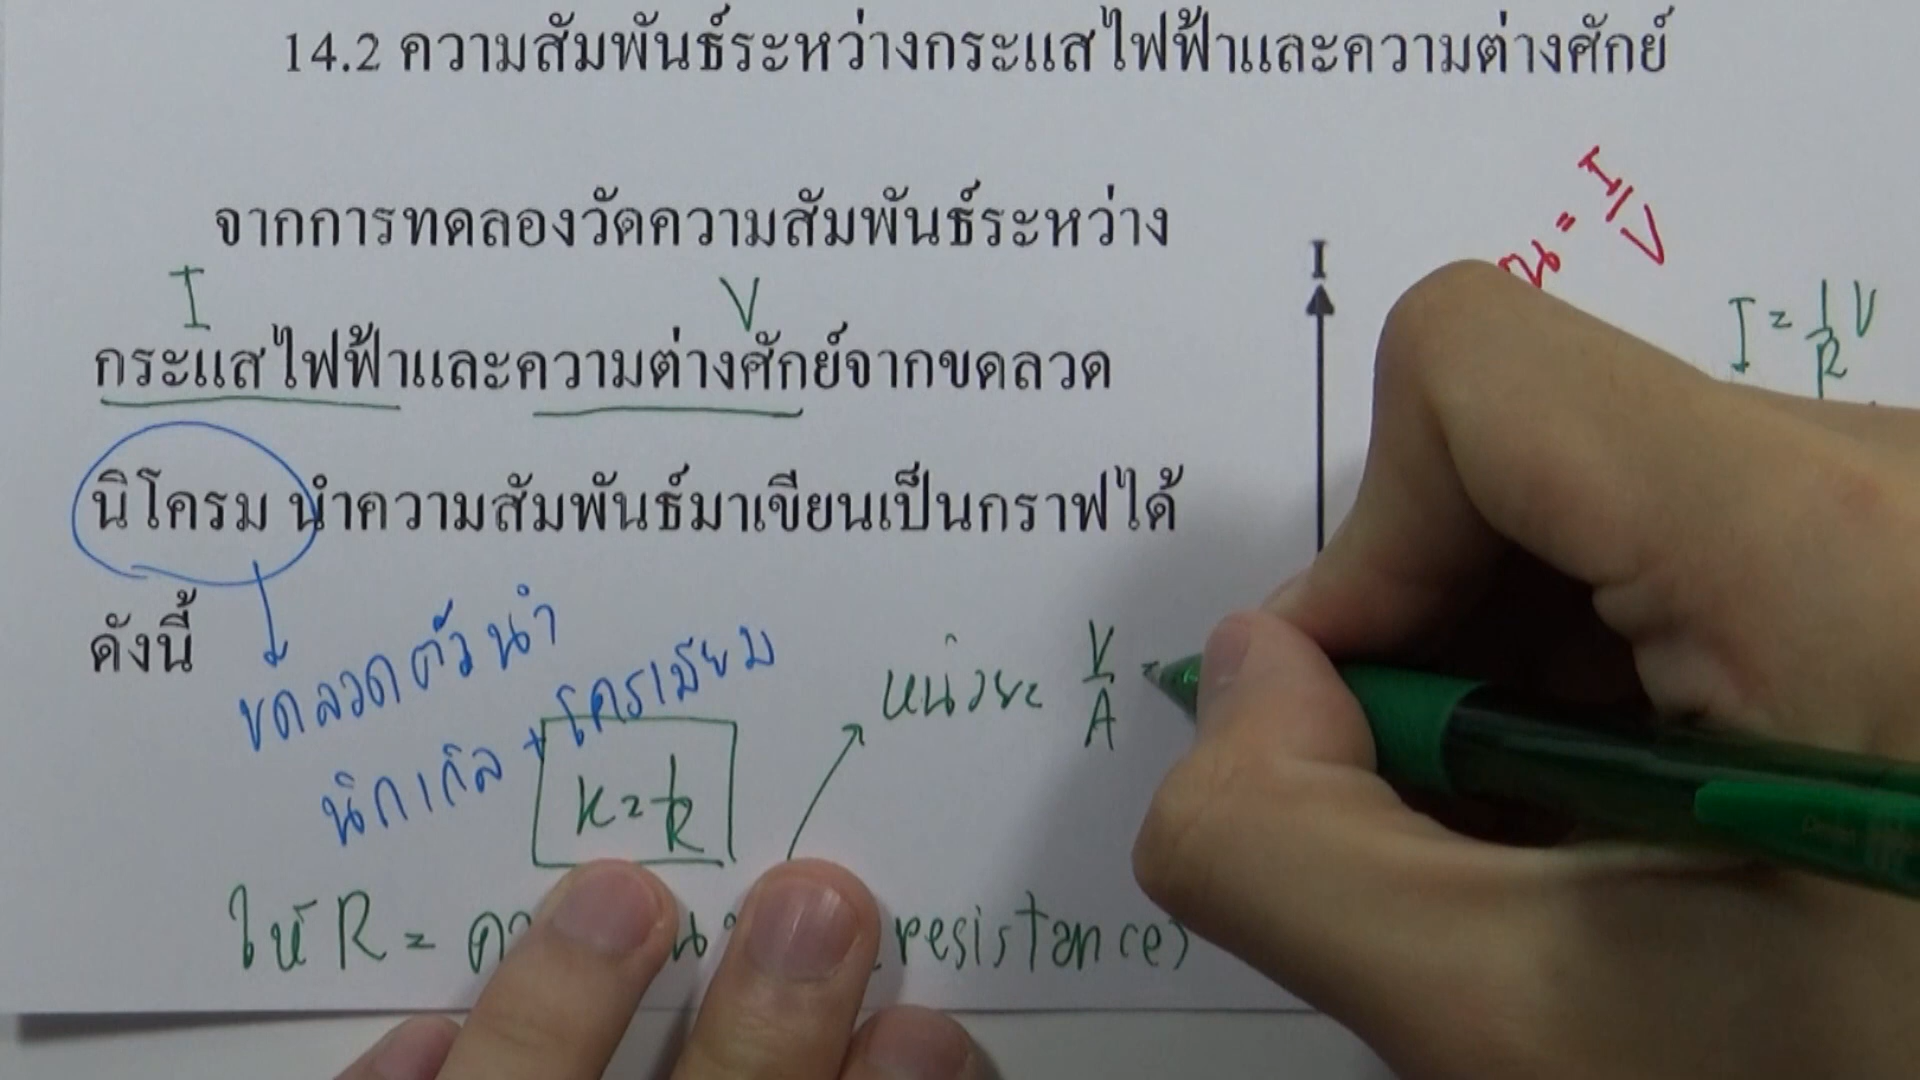 14.2 ความสัมพันธ์ระหว่างกระแสไฟฟ้าและความต่างศักย์
จากการทดลองวัดความสัมพันธ์ระหว่าง
I V
กระแสไฟฟ้าและความต่างศักย์จากขดลวด
นิโครม นำความสัมพันธ์มาเขียนเป็นกราฟได้
ดังนี้
ขดลวดตัวนำ
นิกเกิล + โครเมียม
K = 1/R
หน่วย = V/A =
ให้ R = (resistance)
I
= I/V
I = 1/R V